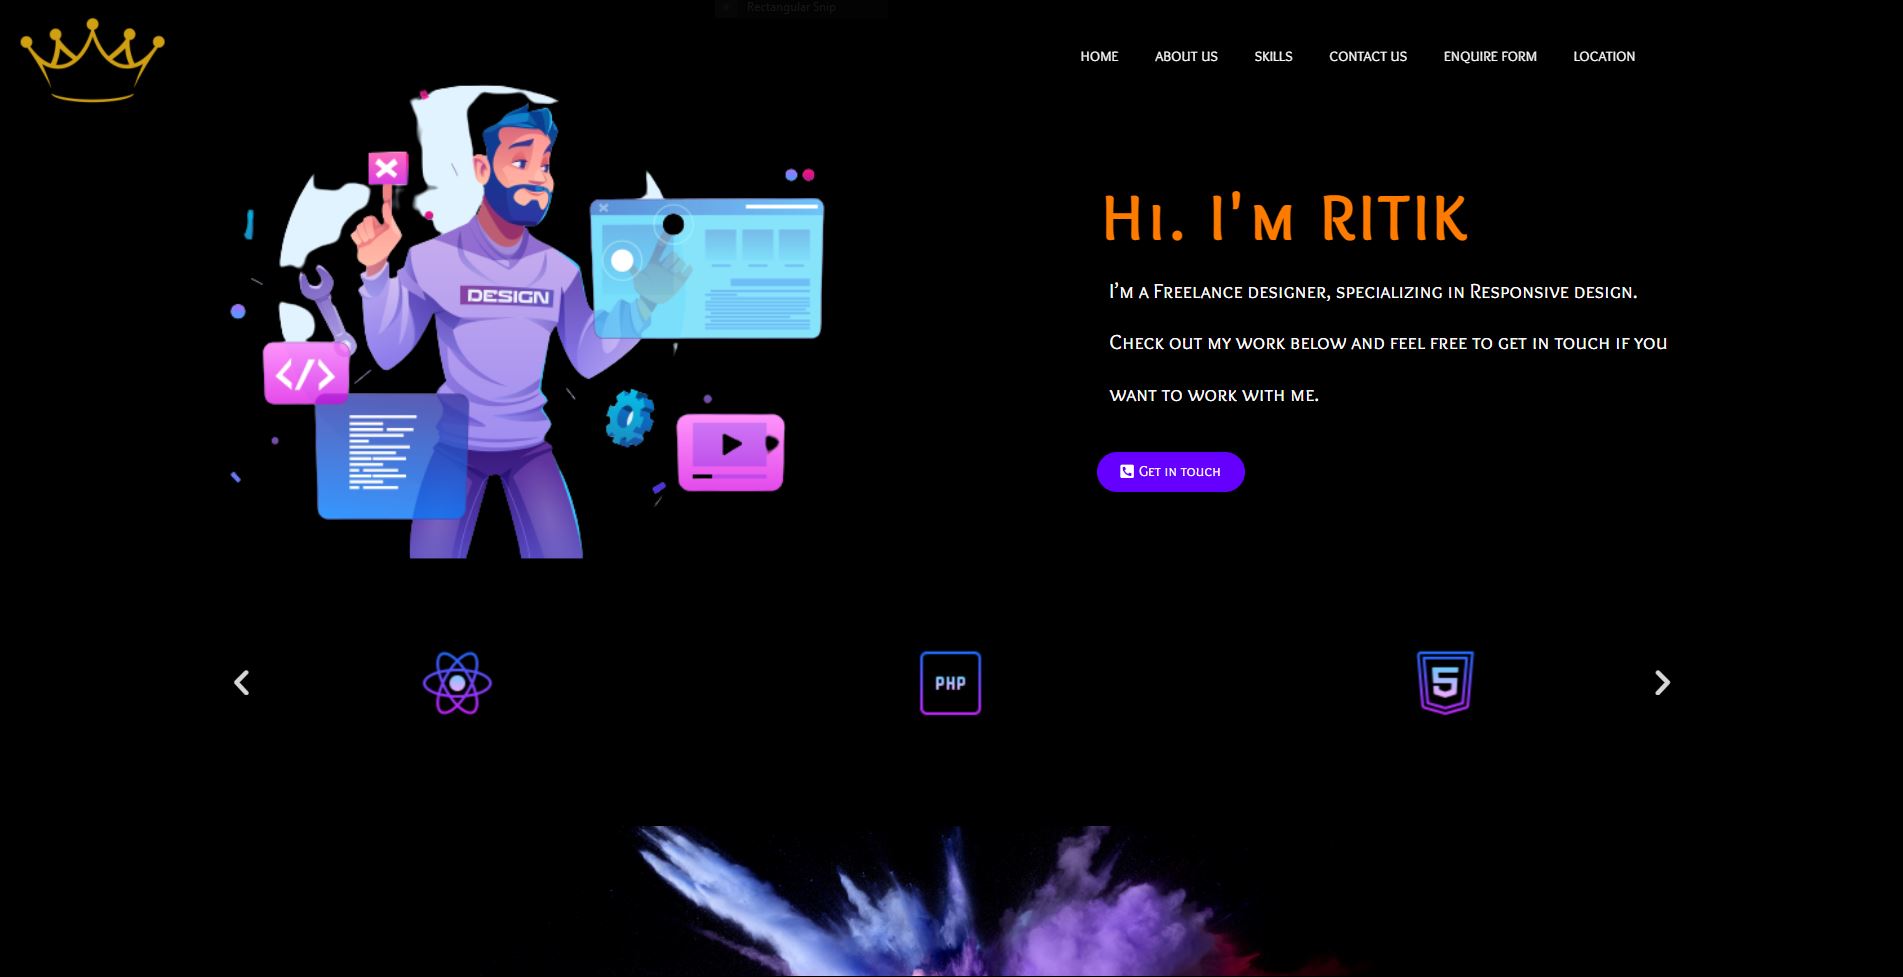 Rectangular Snip
HOME ABOUT US SKILLS CONTACT US ENQUIRE FORM LOCATION
Hi. I'm RITIK
I'm a Freelance designer, specializing in Responsive design.
Check out my work below and feel free to get in touch if you
want to work with me.
Get in touch
DESIGN
</>
PHP
5